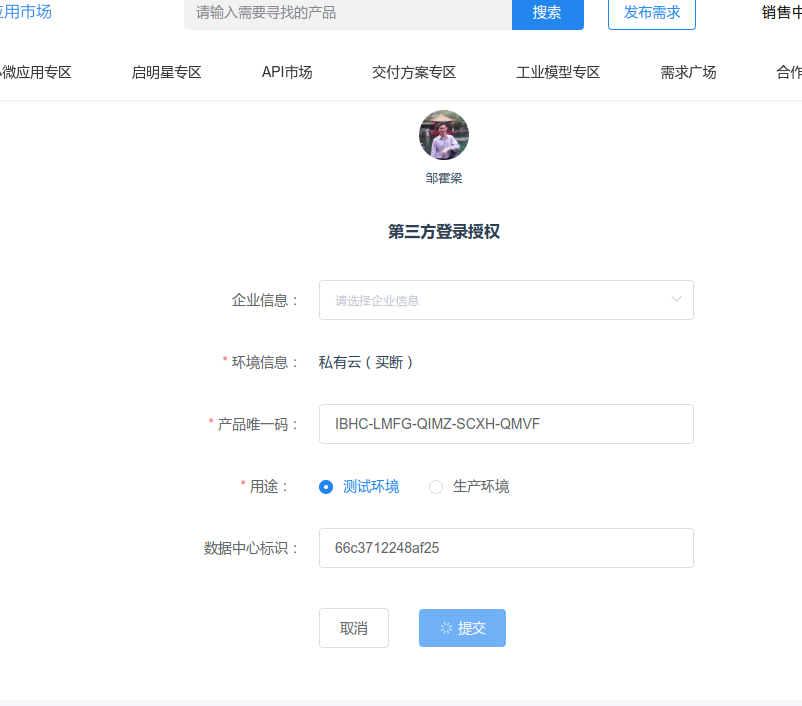 应用市场
请输入需要寻找的产品
搜索
发布需求
销售中
微应用专区
启明星专区
API市场
交付方案专区
工业模型专区
需求广场
合作
邹霍梁
第三方登录授权
企业信息：
请选择企业信息
* 环境信息：
私有云（买断）
* 产品唯一码：
IBHC-LMFG-QIMZ-SCXH-QMVF
* 用途：
测试环境
生产环境
数据中心标识：
66c3712248af25
取消
提交